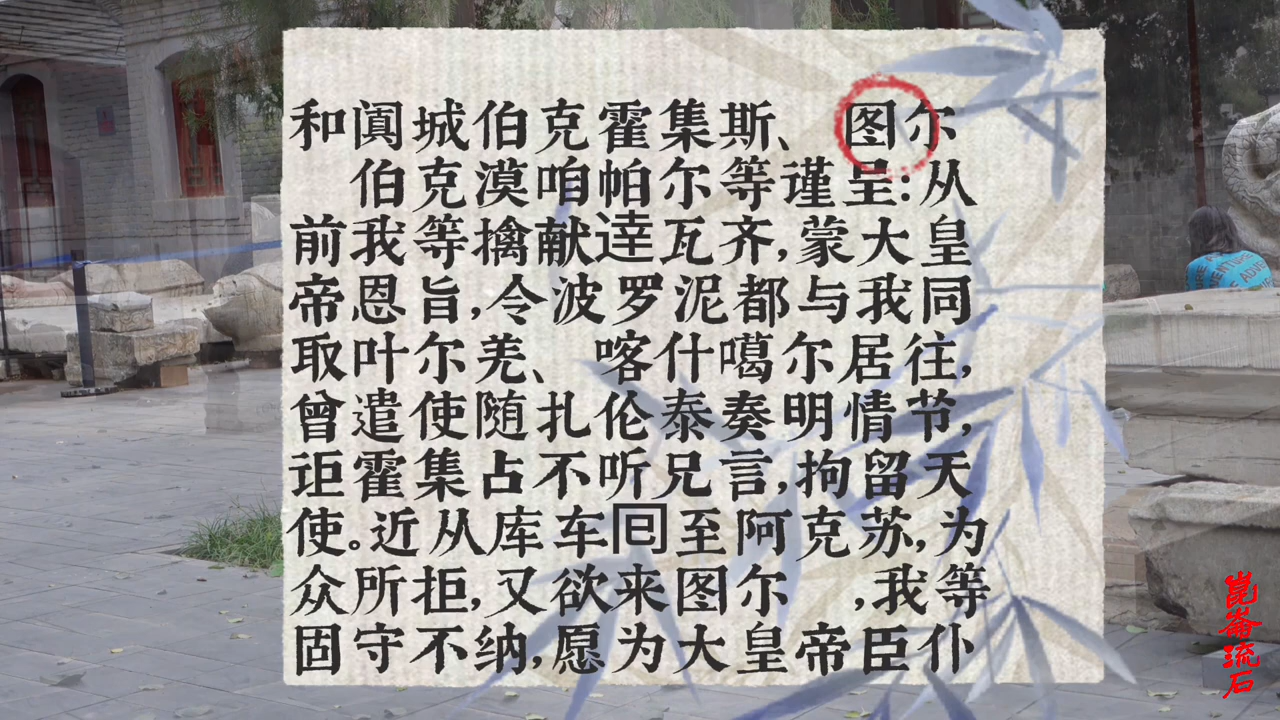 和阗城伯克霍集斯、图尔
伯克漠咱帕尔等谨呈：从
前我等擒献逹瓦齐，蒙大皇
帝恩旨，令波罗泥都与我同
取叶尔羌、喀什噶尔居往，
曾遣使随扎伦泰奏明情节，
讵霍集占不听兄言，拘留天
使。近从库车囘至阿克苏，为
众所拒，又欲来图尔 ，我等
固守不纳，愿为大皇帝臣仆
崑崙流石